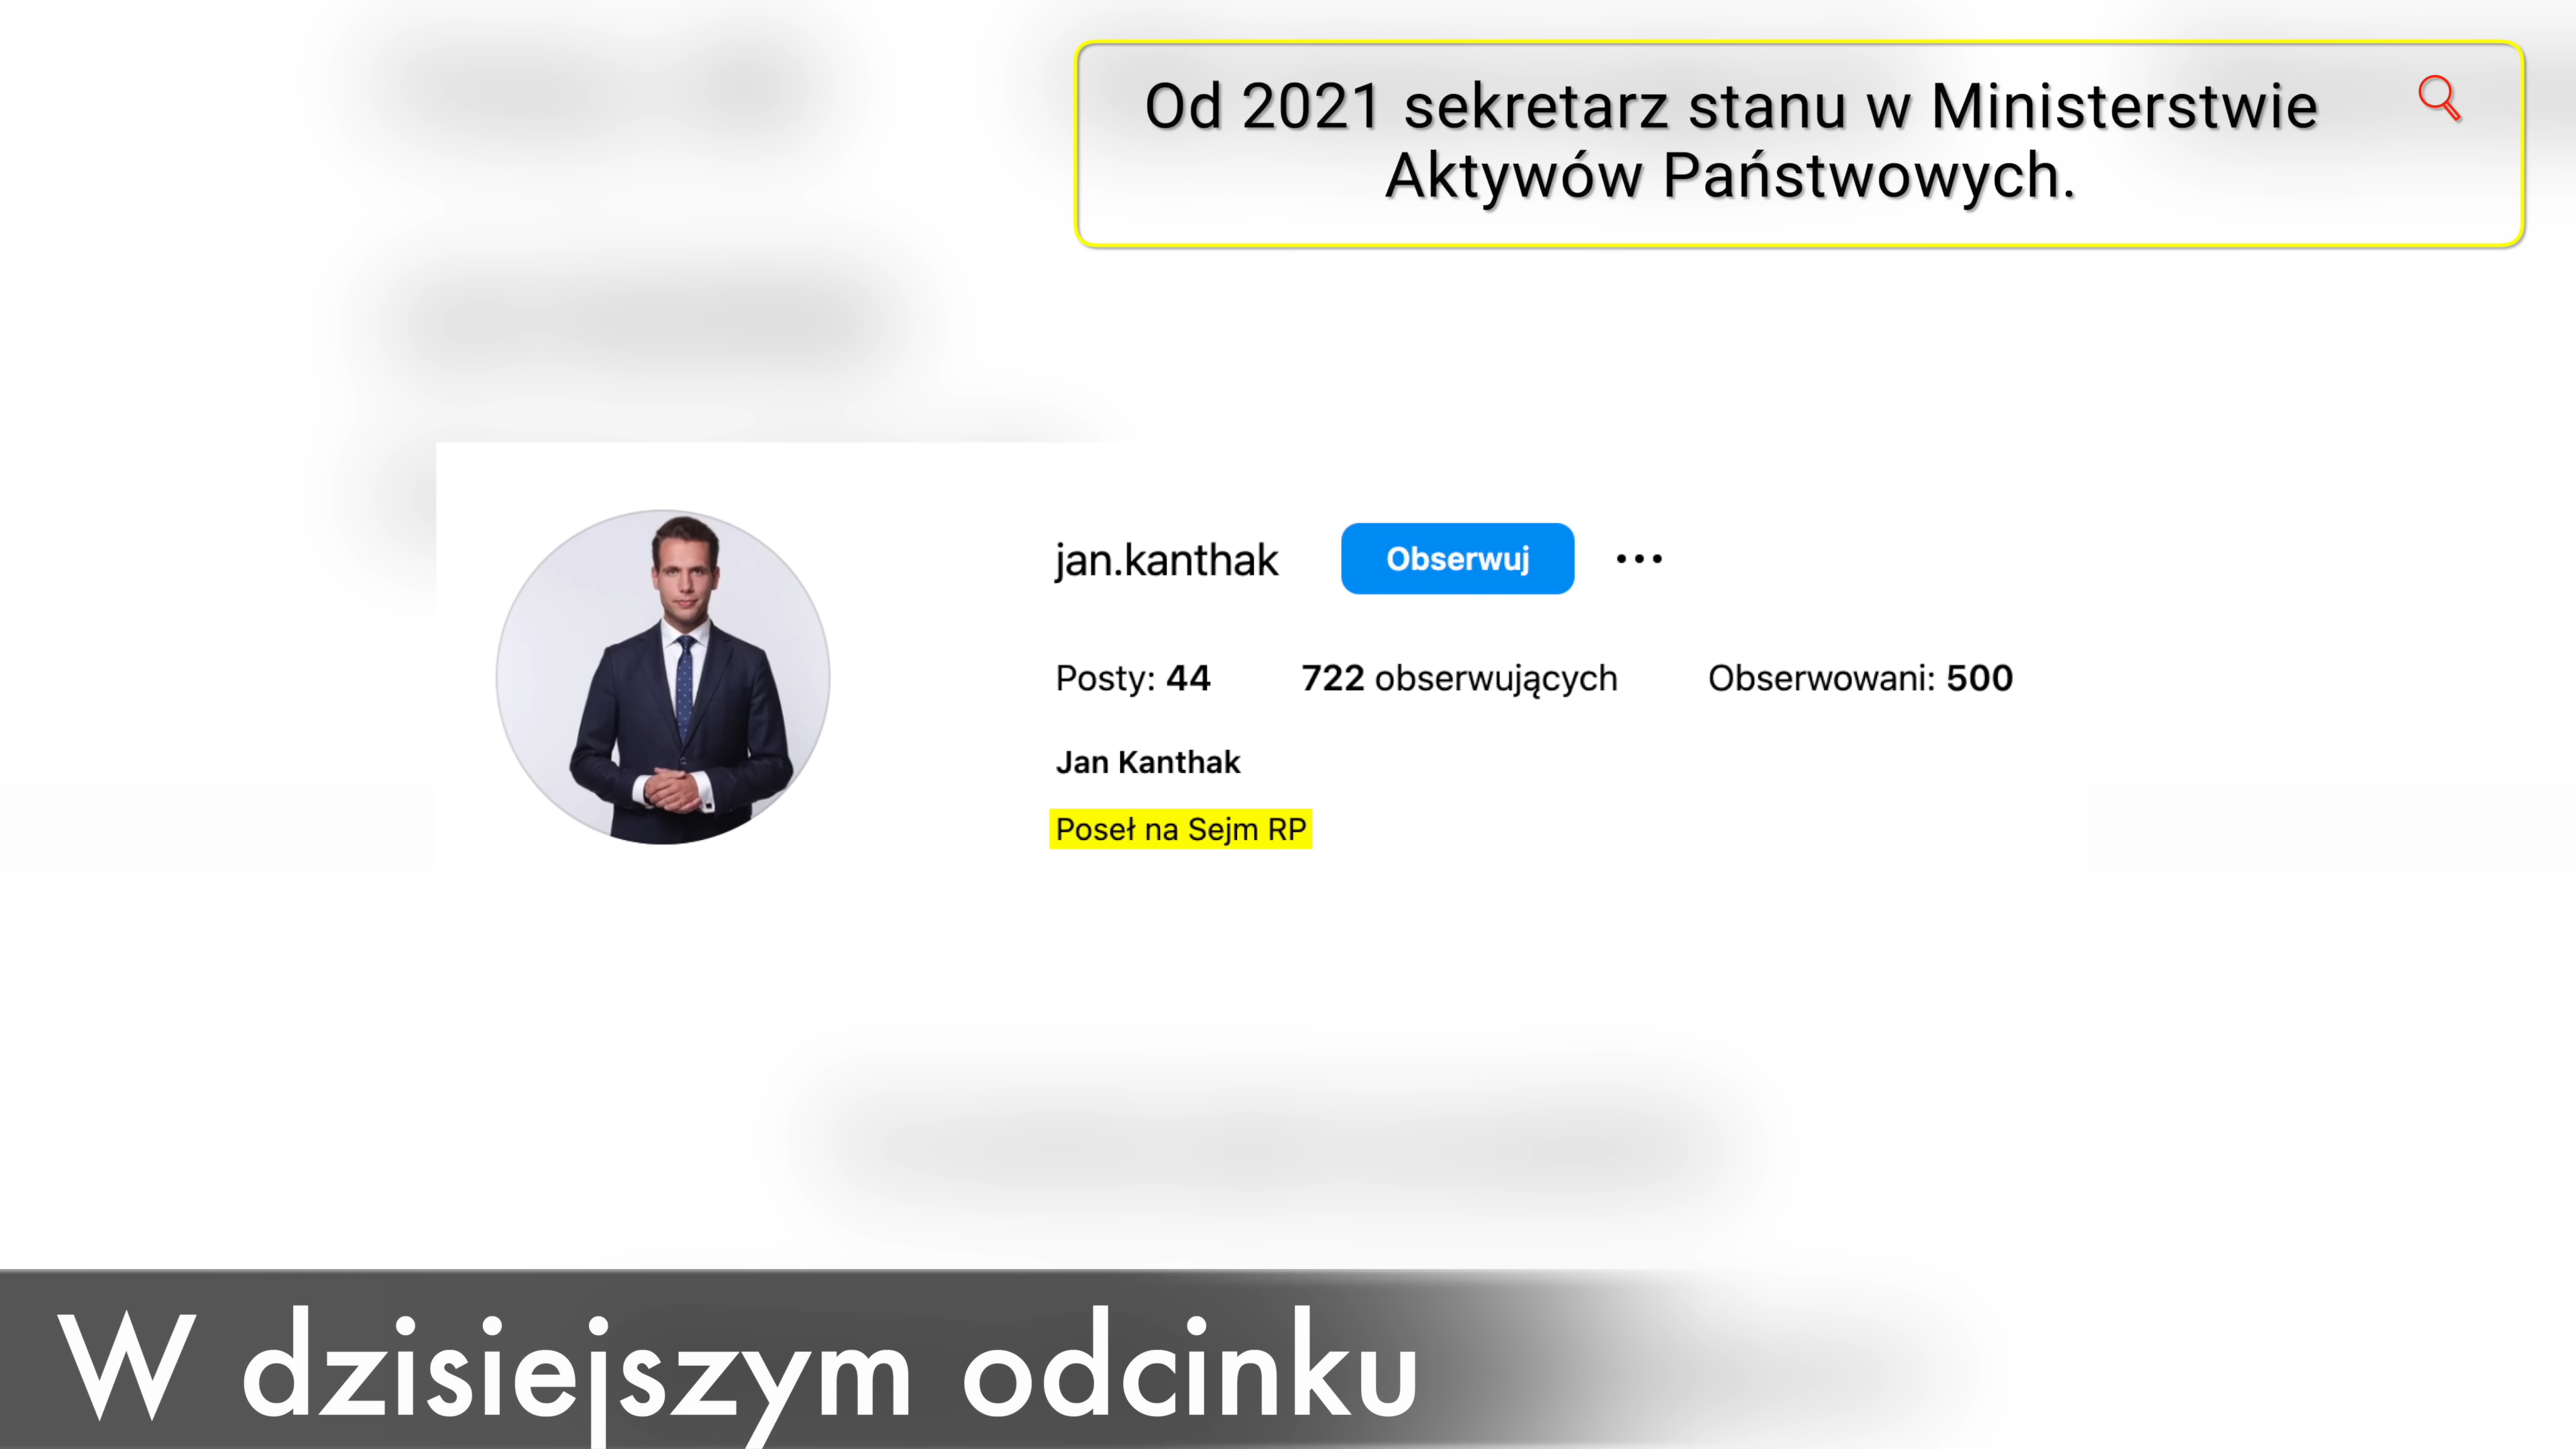 Od 2021 sekretarz stanu w Ministerstwie
Aktywów Państwowych.
jan.kanthak Obserwuj
Posty: 44 722 obserwujących Obserwowani: 500
Jan Kanthak
Poseł na Sejm RP
W dzisiejszym odcinku